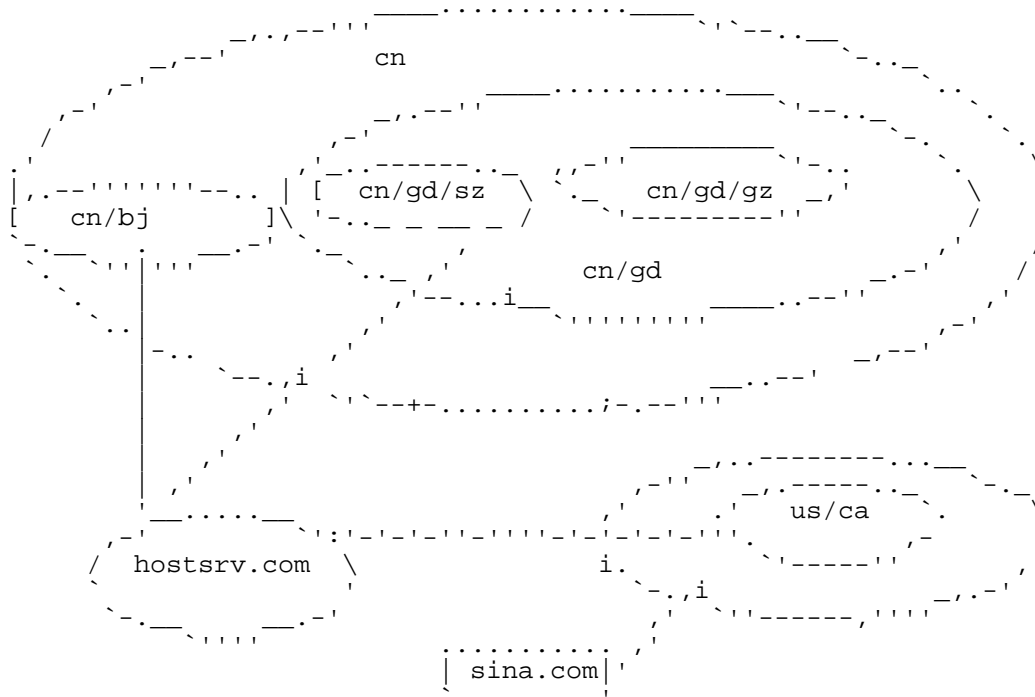 cn
cn/gd/sz cn/gd/gz
cn/bj
cn/gd
us/ca
hostsrv.com
sina.com